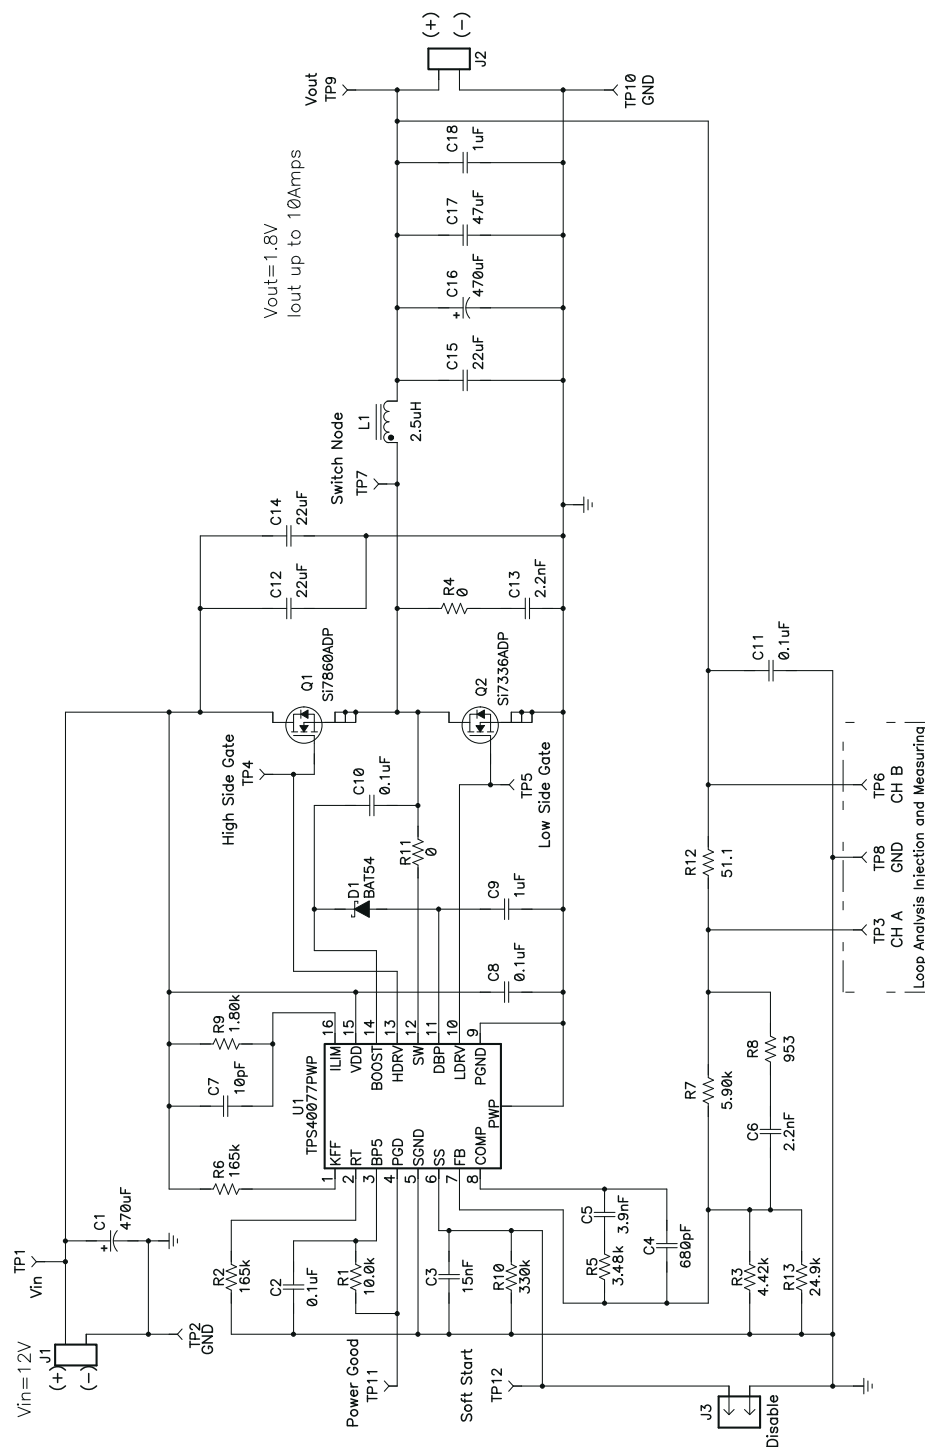 Vin=12V
J1
(+)
(-)
TP1
Vin
TP2
GND
C1
470uF
R6
165k
C7
10pF
R9
1.80k
R2
165k
C2
0.1uF
R1
10.0k
Power Good
TP11
C3
15nF
R10
330k
Soft Start
TP12
J3
Disable
U1
TPS40077PWP
1
KFF
2
RT
3
BP5
4
PGD
5
SGND
6
SS
7
FB
8
COMP
16
ILIM
15
VDD
14
BOOST
13
HDRV
12
SW
11
DBP
10
LDRV
9
PGND
PWP
R5
3.48k
C5
3.9nF
C4
680pF
R3
4.42k
R13
24.9k
C6
2.2nF
R8
953
R7
5.90k
R12
51.1
C11
0.1uF
TP3
CH A
TP8
GND
TP6
CH B
Loop Analysis Injection and Measuring
C8
0.1uF
C9
1uF
D1
BAT54
R11
0
C10
0.1uF
High Side Gate
TP4
Low Side Gate
TP5
Q1
Si7860ADP
Q2
Si7336ADP
C12
22uF
C14
22uF
R4
0
C13
2.2nF
Switch Node
TP7
L1
2.5uH
C15
22uF
C16
470uF
+
C17
47uF
C18
1uF
Vout=1.8V
Iout up to 10Amps
Vout
TP9
TP10
GND
J2
(+)
(-)
+